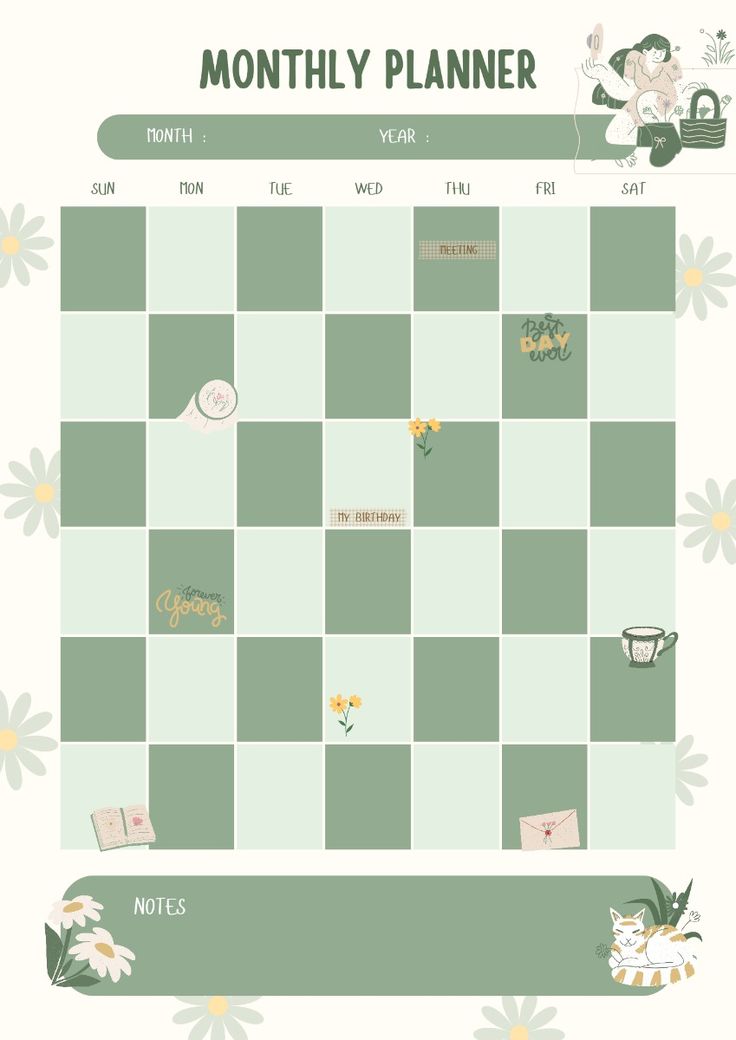 MONTHLY PLANNER
MONTH : YEAR :
SUN MON TUE WED THU FRI SAT
MEETING
Best
DAY
ever!
MY BIRTHDAY
forever
Young
NOTES